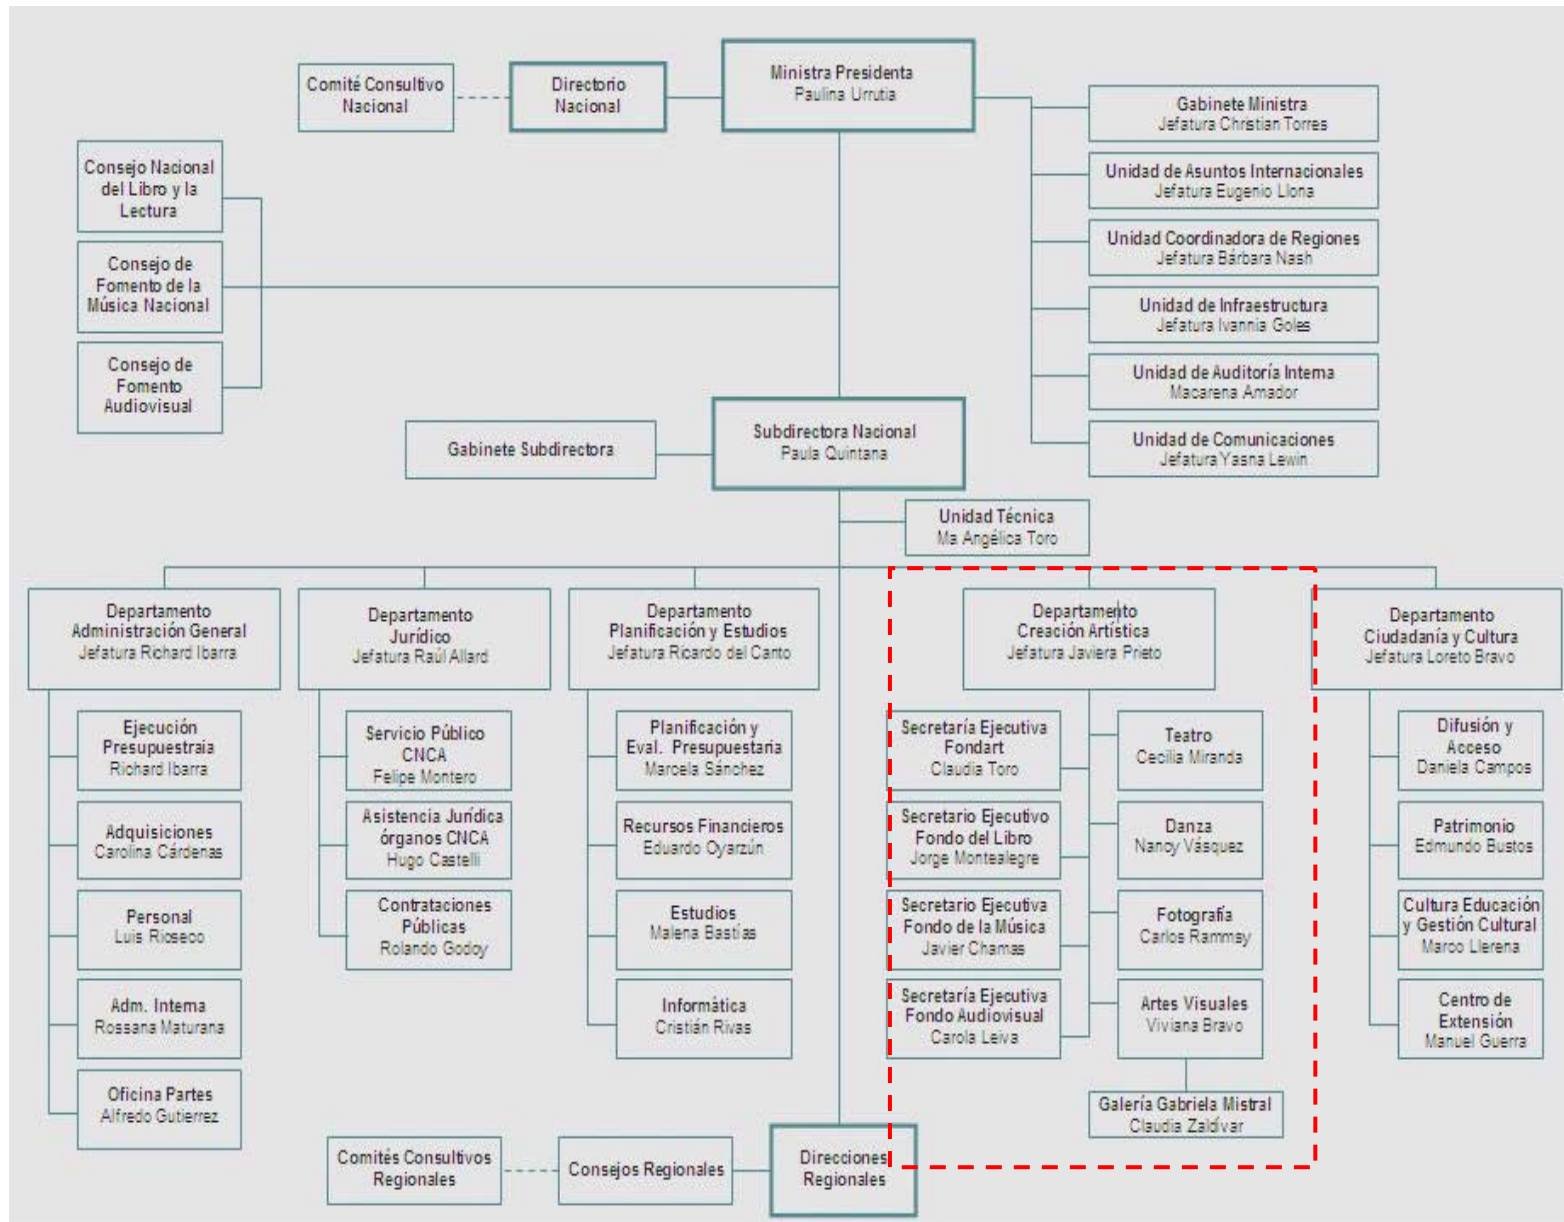 Ministra Presidenta
Paulina Urrutia
Comité Consultivo
Nacional
Directorio
Nacional
Gabinete Ministra
Jefatura Christian Torres
Unidad de Asuntos Internacionales
Jefatura Eugenio Llona
Unidad Coordinadora de Regiones
Jefatura Bárbara Nash
Unidad de Infraestructura
Jefatura Ivannia Goles
Unidad de Auditoría Interna
Macarena Amador
Unidad de Comunicaciones
Jefatura Yasna Lewin
Consejo Nacional
del Libro y la
Lectura
Consejo de
Fomento de la
Música Nacional
Consejo de
Fomento
Audiovisual
Gabinete Subdirectora
Subdirectora Nacional
Paula Quintana
Unidad Técnica
Ma Angélica Toro
Departamento
Administración General
Jefatura Richard Ibarra
Ejecución
Presupuestraia
Richard Ibarra
Adquisiciones
Carolina Cárdenas
Personal
Luis Rioseco
Adm. Interna
Rossana Maturana
Oficina Partes
Alfredo Gutierrez
Departamento
Jurídico
Jefatura Raúl Allard
Servicio Público
CNCA
Felipe Montero
Asistencia Jurídica
órganos CNCA
Hugo Castelli
Contrataciones
Públicas
Rolando Godoy
Departamento
Planificación y Estudios
Jefatura Ricardo del Canto
Planificación y
Eval. Presupuestaria
Marcela Sánchez
Recursos Financieros
Eduardo Oyarzún
Estudios
Malena Bastías
Informática
Cristián Rivas
Departamento
Creación Artística
Jefatura Javiera Prieto
Secretaría Ejecutiva
Fondart
Claudia Toro
Secretario Ejecutivo
Fondo del Libro
Jorge Montealegre
Secretario Ejecutiva
Fondo de la Música
Javier Chamas
Secretaría Ejecutiva
Fondo Audiovisual
Carola Leiva
Teatro
Cecilia Miranda
Danza
Nancy Vásquez
Fotografía
Carlos Rammsy
Artes Visuales
Viviana Bravo
Galería Gabriela Mistral
Claudia Zaldívar
Departamento
Ciudadanía y Cultura
Jefatura Loreto Bravo
Difusión y
Acceso
Daniela Campos
Patrimonio
Edmundo Bustos
Cultura Educación
y Gestión Cultural
Marco Llerena
Centro de
Extensión
Manuel Guerra
Comités Consultivos
Regionales
Consejos Regionales
Direcciones
Regionales